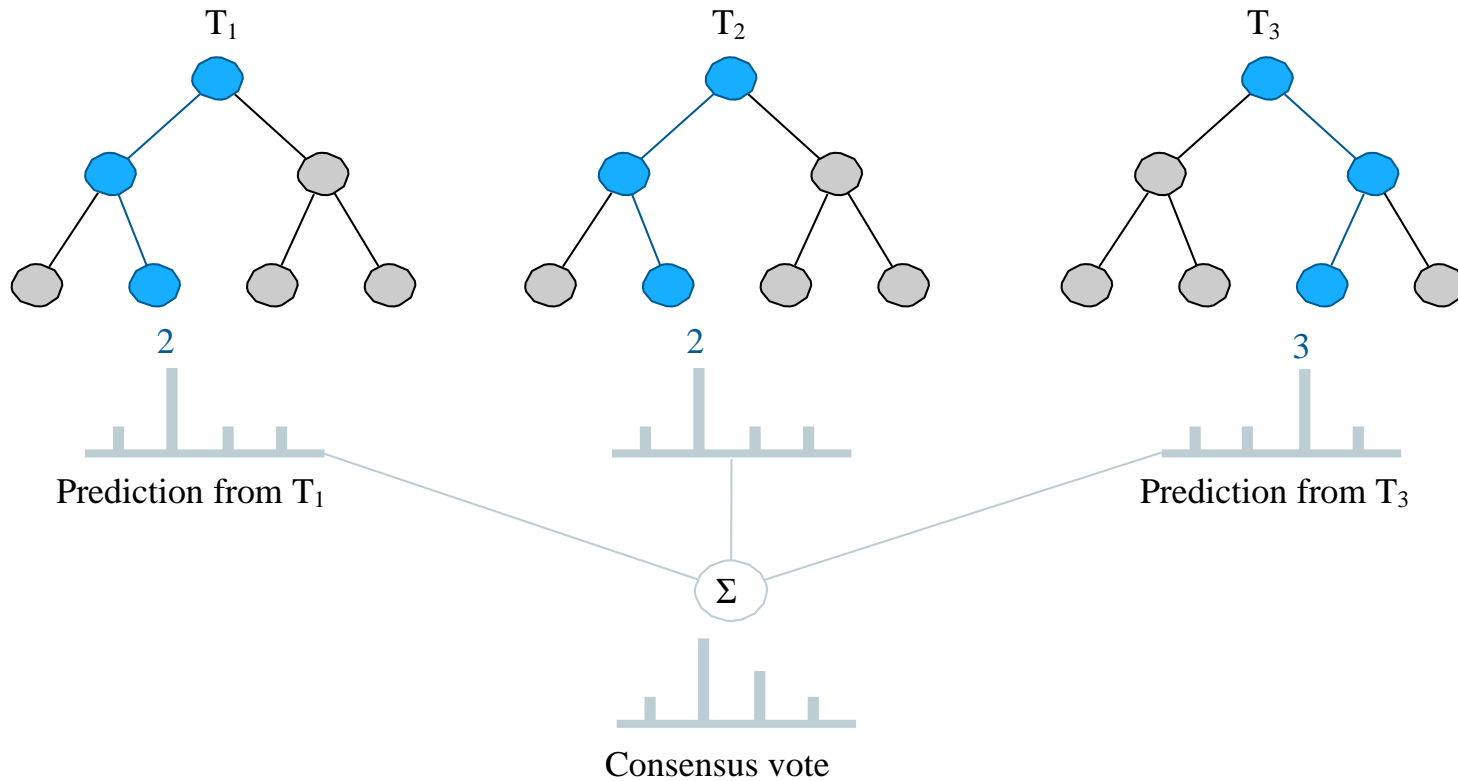 T₁
T₂
T₃
2
2
3
Prediction from T₁
Prediction from T₃
Σ
Consensus vote